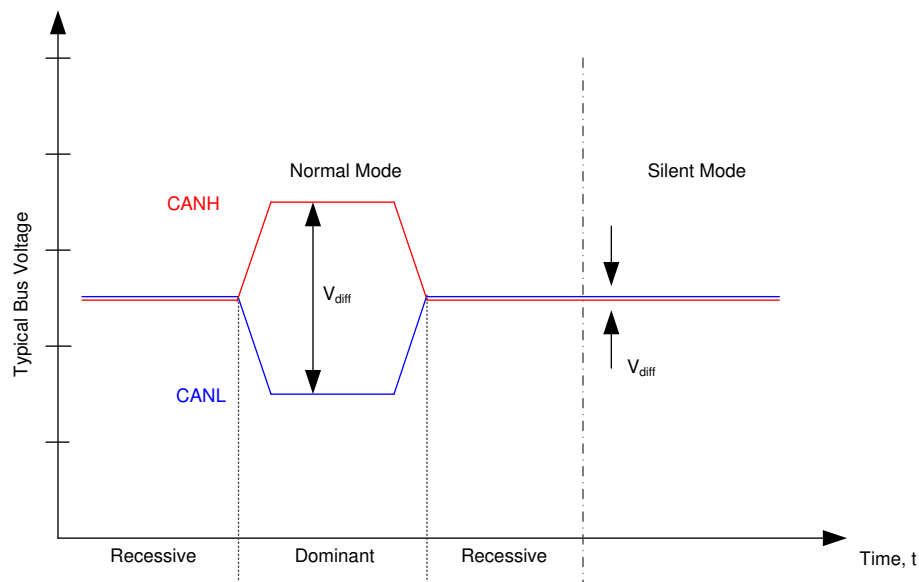 Normal Mode
Silent Mode
CANH
Typical Bus Voltage
Vdiff
Vdiff
CANL
Recessive
Dominant
Recessive
Time, t